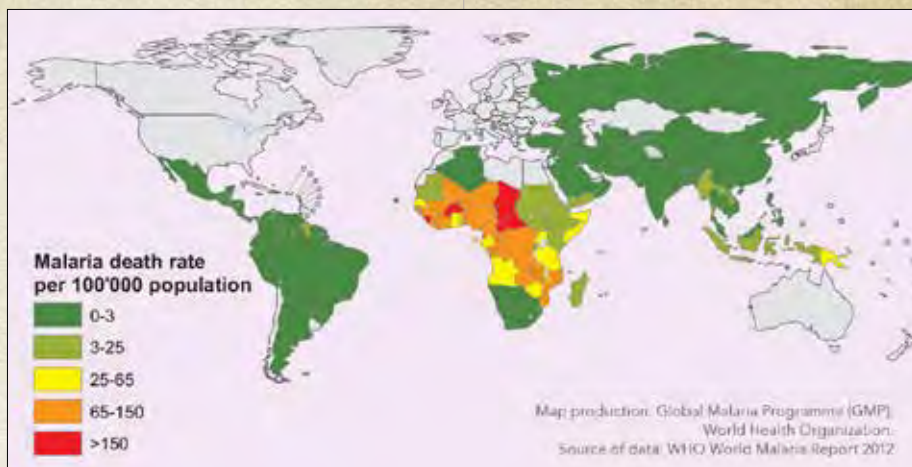 Malaria death rate
per 100'000 population
0-3
3-25
25-65
65-150
>150
Map production: Global Malaria Programme (GMP),
World Health Organization.
Source of data: WHO World Malaria Report 2012